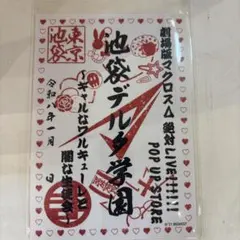 劇場版マクロスΔ 絶対LIVE!!!!!!
POP UP STORE
池袋デルタ学園
〜ギャルなワルキューレと
闇な生徒会〜
東京
池袋
令和八年一月 日